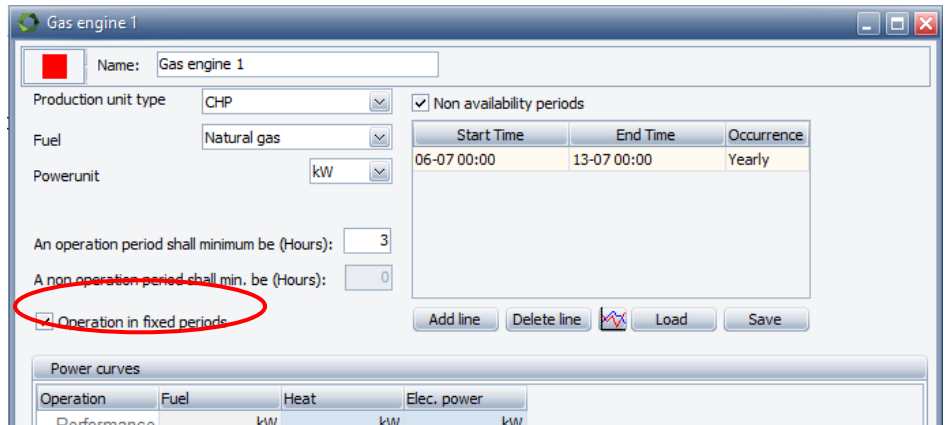 Gas engine 1
Name: Gas engine 1
Production unit type CHP
Fuel Natural gas
Powerunit kW
An operation period shall minimum be (Hours): 3
A non operation period shall min. be (Hours): 0
Operation in fixed periods
Non availability periods
Start Time End Time Occurrence
06-07 00:00 13-07 00:00 Yearly
Add line Delete line Load Save
Power curves
Operation Fuel Heat Elec. power
Performance kW kW kW